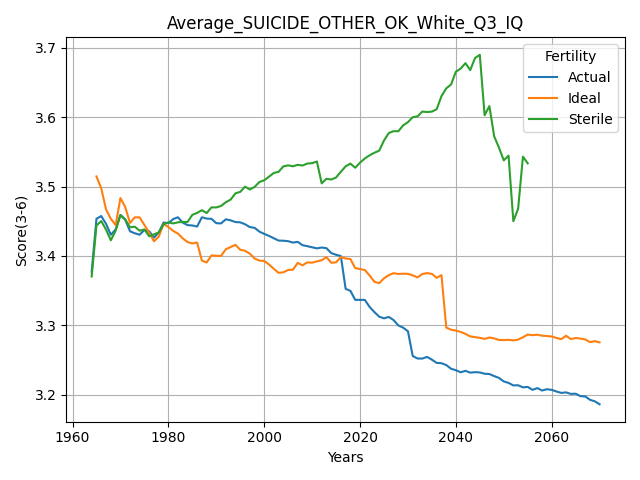 Average_SUICIDE_OTHER_OK_White_Q3_IQ
Fertility
Actual
Ideal
Sterile
Score(3-6)
3.7
3.6
3.5
3.4
3.3
3.2
1960 1980 2000 2020 2040 2060
Years